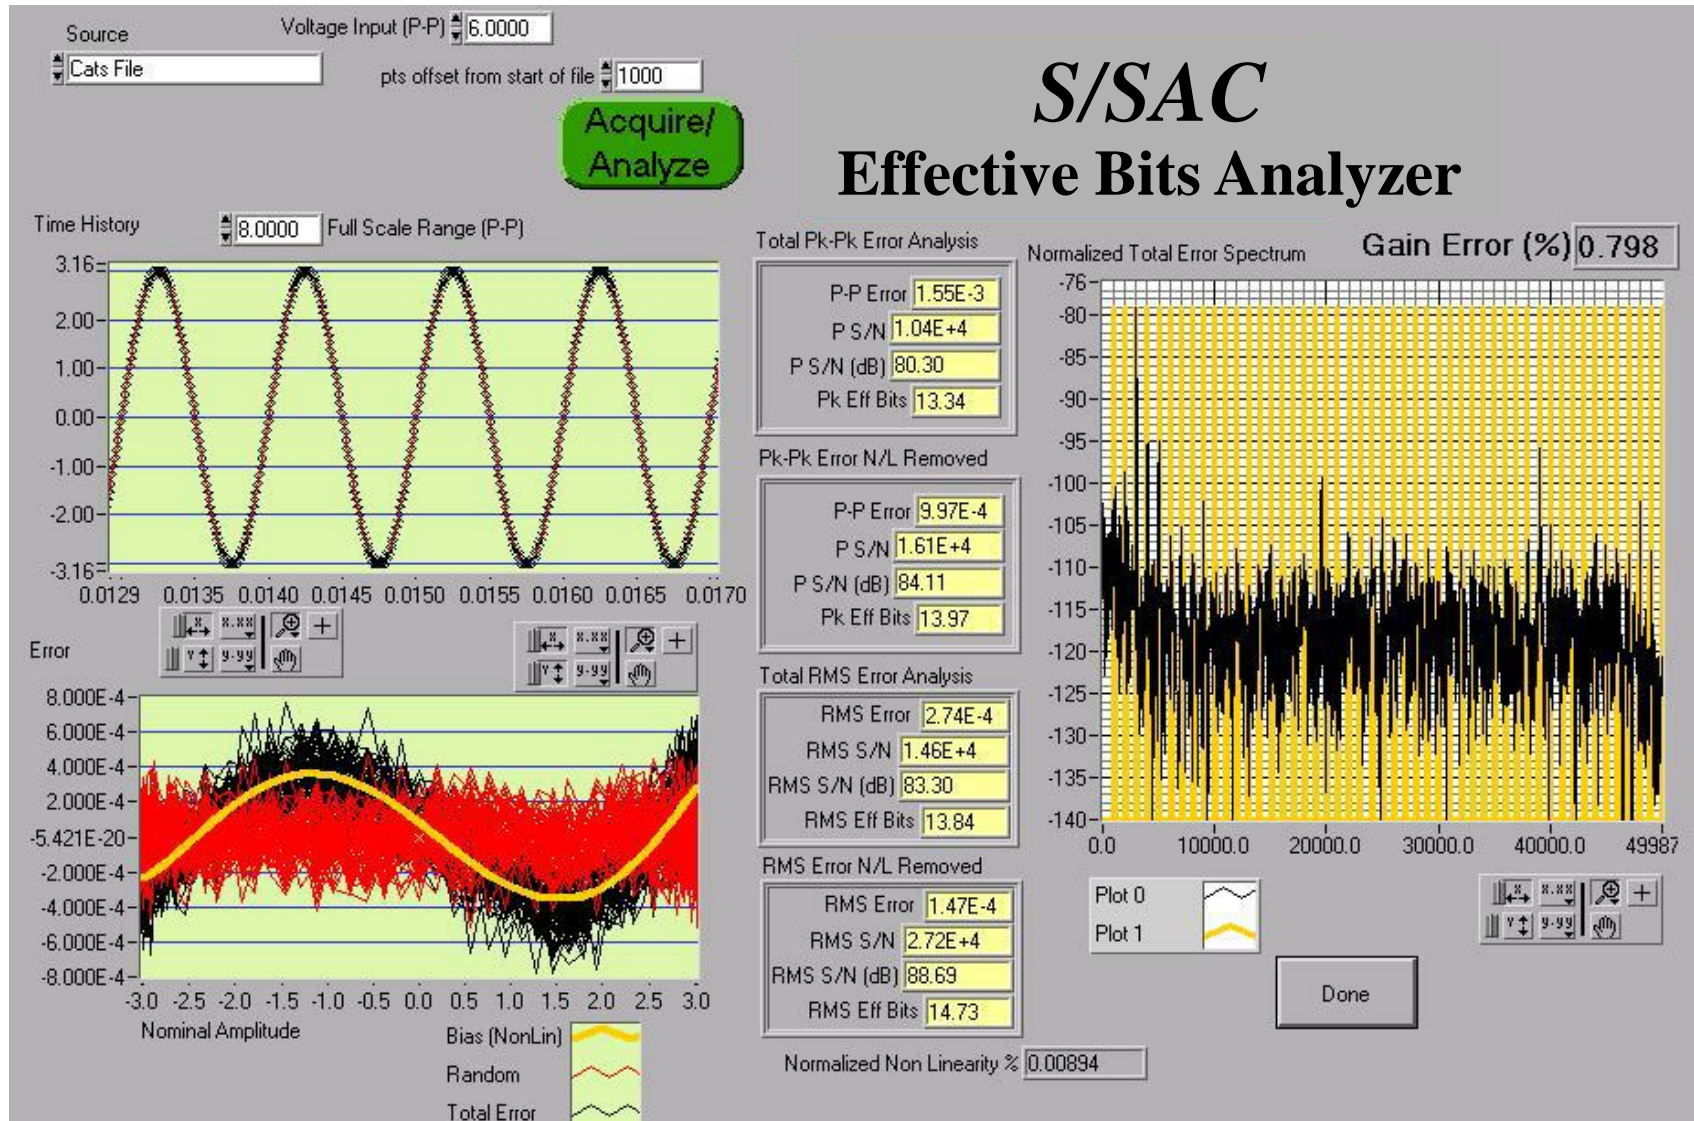 Source
Cats File
Voltage Input (P-P) 6.0000
pts offset from start of file 1000
Acquire/
Analyze
S/SAC
Effective Bits Analyzer
Time History
8.0000 Full Scale Range (P-P)
3.16
2.00
1.00
0.00
-1.00
-2.00
-3.16
0.0129 0.0135 0.0140 0.0145 0.0150 0.0155 0.0160 0.0165 0.0170
Error
8.000E-4
6.000E-4
4.000E-4
2.000E-4
-5.421E-20
-2.000E-4
-4.000E-4
-6.000E-4
-8.000E-4
-3.0 -2.5 -2.0 -1.5 -1.0 -0.5 0.0 0.5 1.0 1.5 2.0 2.5 3.0
Nominal Amplitude
Bias (NonLin)
Random
Total Error
Total Pk-Pk Error Analysis
P-P Error 1.55E-3
P S/N 1.04E+4
P S/N (dB) 80.30
Pk Eff Bits 13.34
Pk-Pk Error N/L Removed
P-P Error 9.97E-4
P S/N 1.61E+4
P S/N (dB) 84.11
Pk Eff Bits 13.97
Total RMS Error Analysis
RMS Error 2.74E-4
RMS S/N 1.46E+4
RMS S/N (dB) 83.30
RMS Eff Bits 13.84
RMS Error N/L Removed
RMS Error 1.47E-4
RMS S/N 2.72E+4
RMS S/N (dB) 88.69
RMS Eff Bits 14.73
Normalized Non Linearity % 0.00894
Gain Error (%) 0.798
Normalized Total Error Spectrum
-76
-80
-85
-90
-95
-100
-105
-110
-115
-120
-125
-130
-135
-140
0.0 10000.0 20000.0 30000.0 40000.0 49987
Plot 0
Plot 1
Done